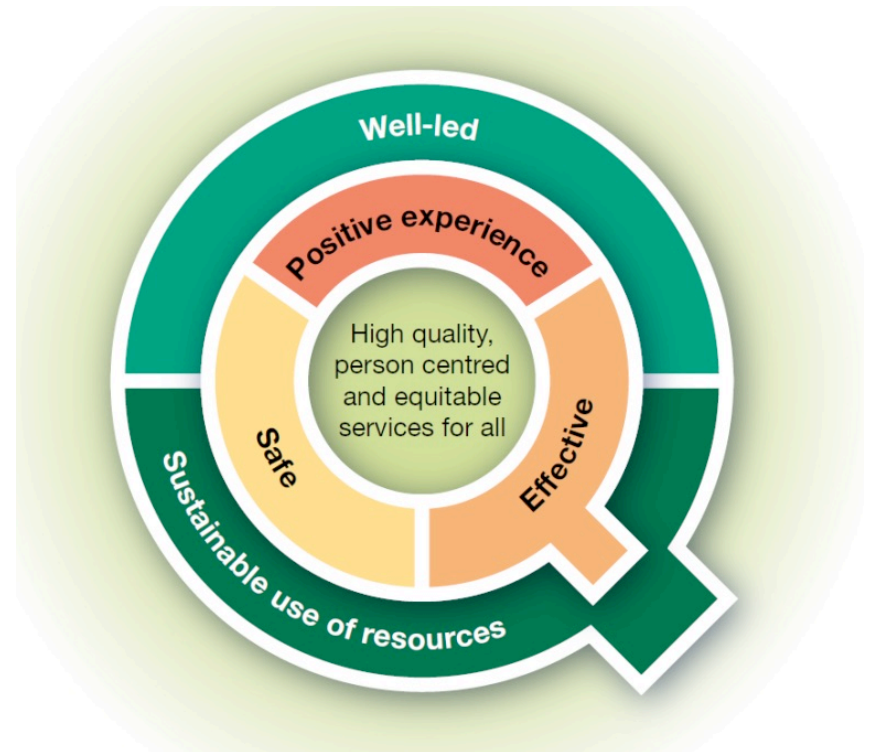 Well-led
Positive experience
High quality,
person centred
and equitable
services for all
Safe
Effective
Sustainable use of resources